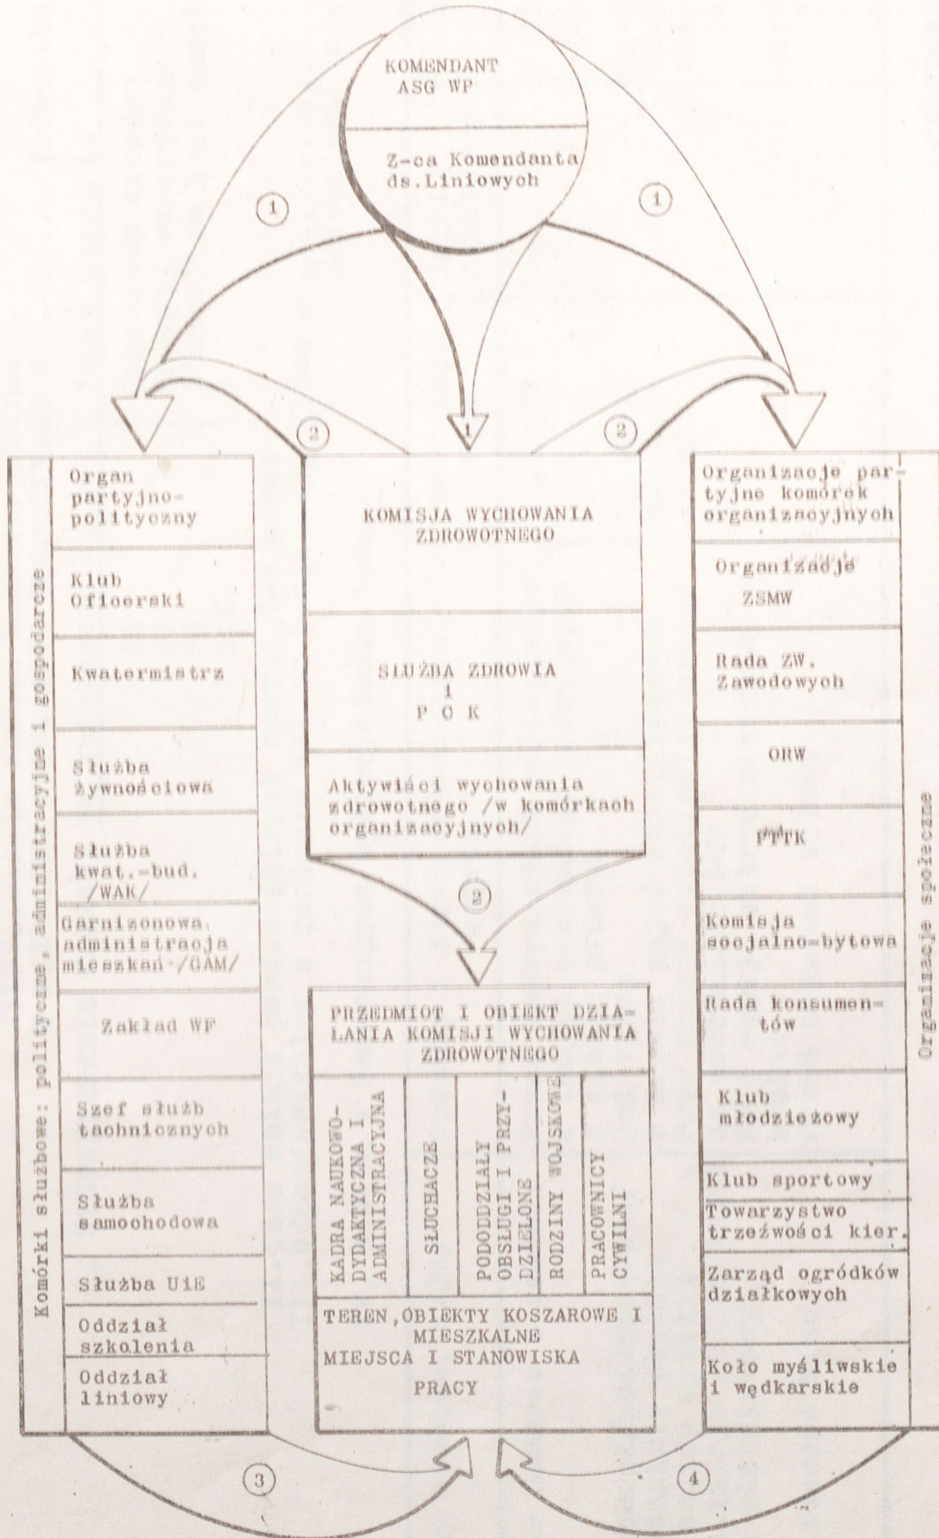 KOMENDANT
ASG WP
Z-ca Komendanta
ds.Liniowych
1
1
1
2
2
Komórki służbowe: polityczne, administracyjne i gospodarcze
Organ
partyjno-
polityczny
Klub
Oficerski
Kwatermistrz
Służba
żywnościowa
Służba
kwat.-bud.
/WAK/
Garnizonowa
administracja
mieszkań /GAM/
Zakład WF
Szef służb
tachnicznych
Służba
samochodowa
Służba UiE
Oddział
szkolenia
Oddział
liniowy
KOMISJA WYCHOWANIA
ZDROWOTNEGO
SŁUŻBA ZDROWIA
i
P O K
Aktywiści wychowania
zdrowotnego /w komórkach
organizacyjnych/
2
PRZEDMIOT I OBIEKT DZIA-
LANIA KOMISJI WYCHOWANIA
ZDROWOTNEGO
KADRA NAUKOWO-
DYDAKTYCZNA I
ADMINISTRACYJNA
SŁUCHACZE
PODODDZIAŁY
OBSŁUGI I PRZY-
DZIELONE
RODZINY WOJSKOWE
PRACOWNICY
CYWILNI
TEREN,OBIEKTY KOSZAROWE I
MIESZKALNE
MIEJSCA I STANOWISKA
PRACY
Organizacje par-
tyjne komórek
organizacyjnych
Organizacje
ZSMW
Rada ZW.
Zawodowych
ORW
PTTK
Komisja
socjalno-bytowa
Rada konsumen-
tów
Klub
młodzieżowy
Klub sportowy
Towarzystwo
trzeźwości kier.
Zarząd ogródków
działkowych
Koło myśliwskie
i wędkarskie
Organizacje społeczne
3
4